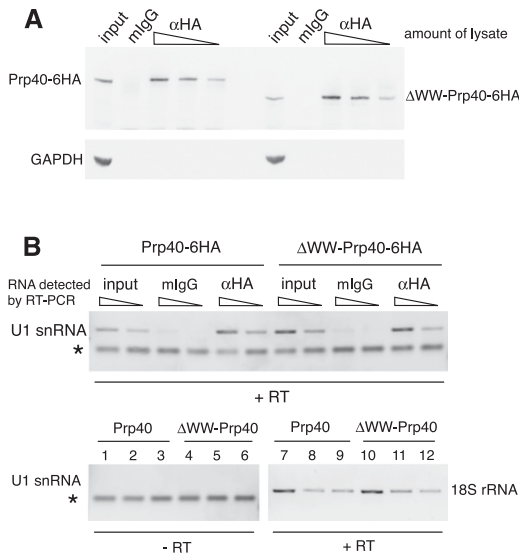 A
input mIgG αHA input mIgG αHA amount of lysate
Prp40-6HA
ΔWW-Prp40-6HA
GAPDH
B
Prp40-6HA ΔWW-Prp40-6HA
RNA detected by RT-PCR
input mIgG αHA input mIgG αHA
U1 snRNA
*
+ RT
Prp40 ΔWW-Prp40 Prp40 ΔWW-Prp40
1 2 3 4 5 6 7 8 9 10 11 12
U1 snRNA
18S rRNA
*
- RT + RT